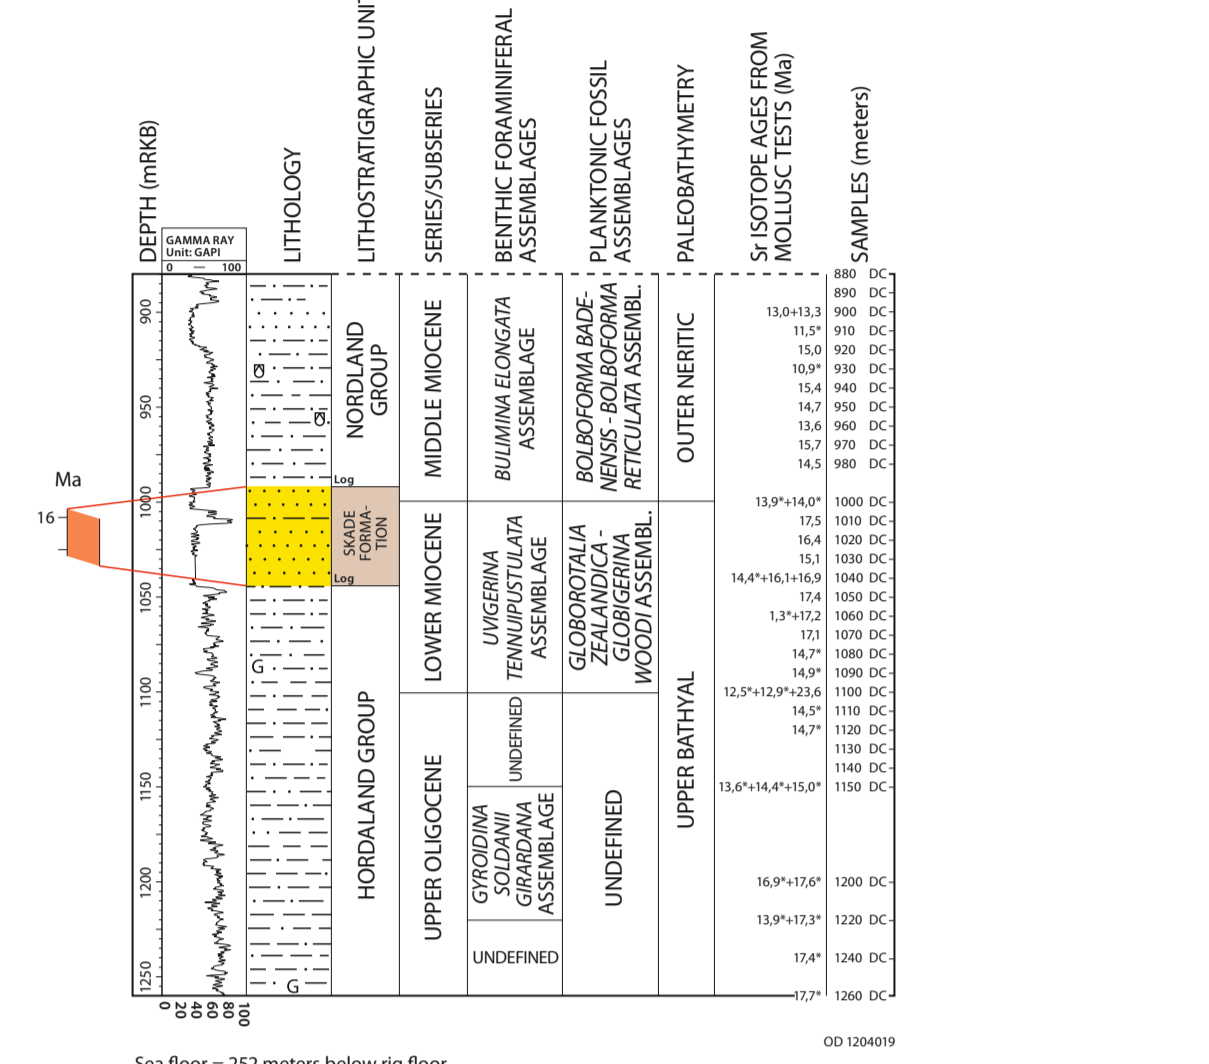 DEPTH (mRKB)
GAMMA RAY
Unit: GAPI
0 — 100
LITHOLOGY
LITHOSTRATIGRAPHIC
SERIES/SUBSERIES
BENTHIC FORAMINIFERAL
ASSEMBLAGES
PLANKTONIC FOSSIL
ASSEMBLAGES
PALEOBATHYMETRY
Sr ISOTOPE AGES FROM
MOLLUSC TESTS (Ma)
SAMPLES (meters)
900
950
1000
1050
1100
1150
1200
1250
0
20
40
60
80
100
Ma
16
G
G
Log
Log
NORDLAND
GROUP
SKADE
FORMA-
TION
HORDALAND GROUP
MIDDLE MIOCENE
LOWER MIOCENE
UPPER OLIGOCENE
BULIMINA ELONGATA
ASSEMBLAGE
UVIGERINA
TENNUIPUSTULATA
ASSEMBLAGE
UNDEFINED
GYROIDINA
SOLDANII
GIRARDANA
ASSEMBLAGE
UNDEFINED
BOLBOFORMA BADE-
NENSIS - BOLBOFORMA
RETICULATA ASSEMBL.
GLOBOROTALIA
ZEALANDICA -
GLOBIGERINA
WOODI ASSEMBL.
UNDEFINED
OUTER NERITIC
UPPER BATHYAL
880 DC
890 DC
13,0+13,3 900 DC
11,5* 910 DC
15,0 920 DC
10,9* 930 DC
15,4 940 DC
14,7 950 DC
13,6 960 DC
15,7 970 DC
14,5 980 DC
13,9*+14,0* 1000 DC
17,5 1010 DC
16,4 1020 DC
15,1 1030 DC
14,4*+16,1+16,9 1040 DC
17,4 1050 DC
1,3*+17,2 1060 DC
17,1 1070 DC
14,7* 1080 DC
14,9* 1090 DC
12,5*+12,9*+23,6 1100 DC
14,5* 1110 DC
14,7* 1120 DC
1130 DC
1140 DC
13,6*+14,4*+15,0* 1150 DC
16,9*+17,6* 1200 DC
13,9*+17,3* 1220 DC
17,4* 1240 DC
17,7* 1260 DC
OD 1204019
Sea floor = 252 meters below rig floor